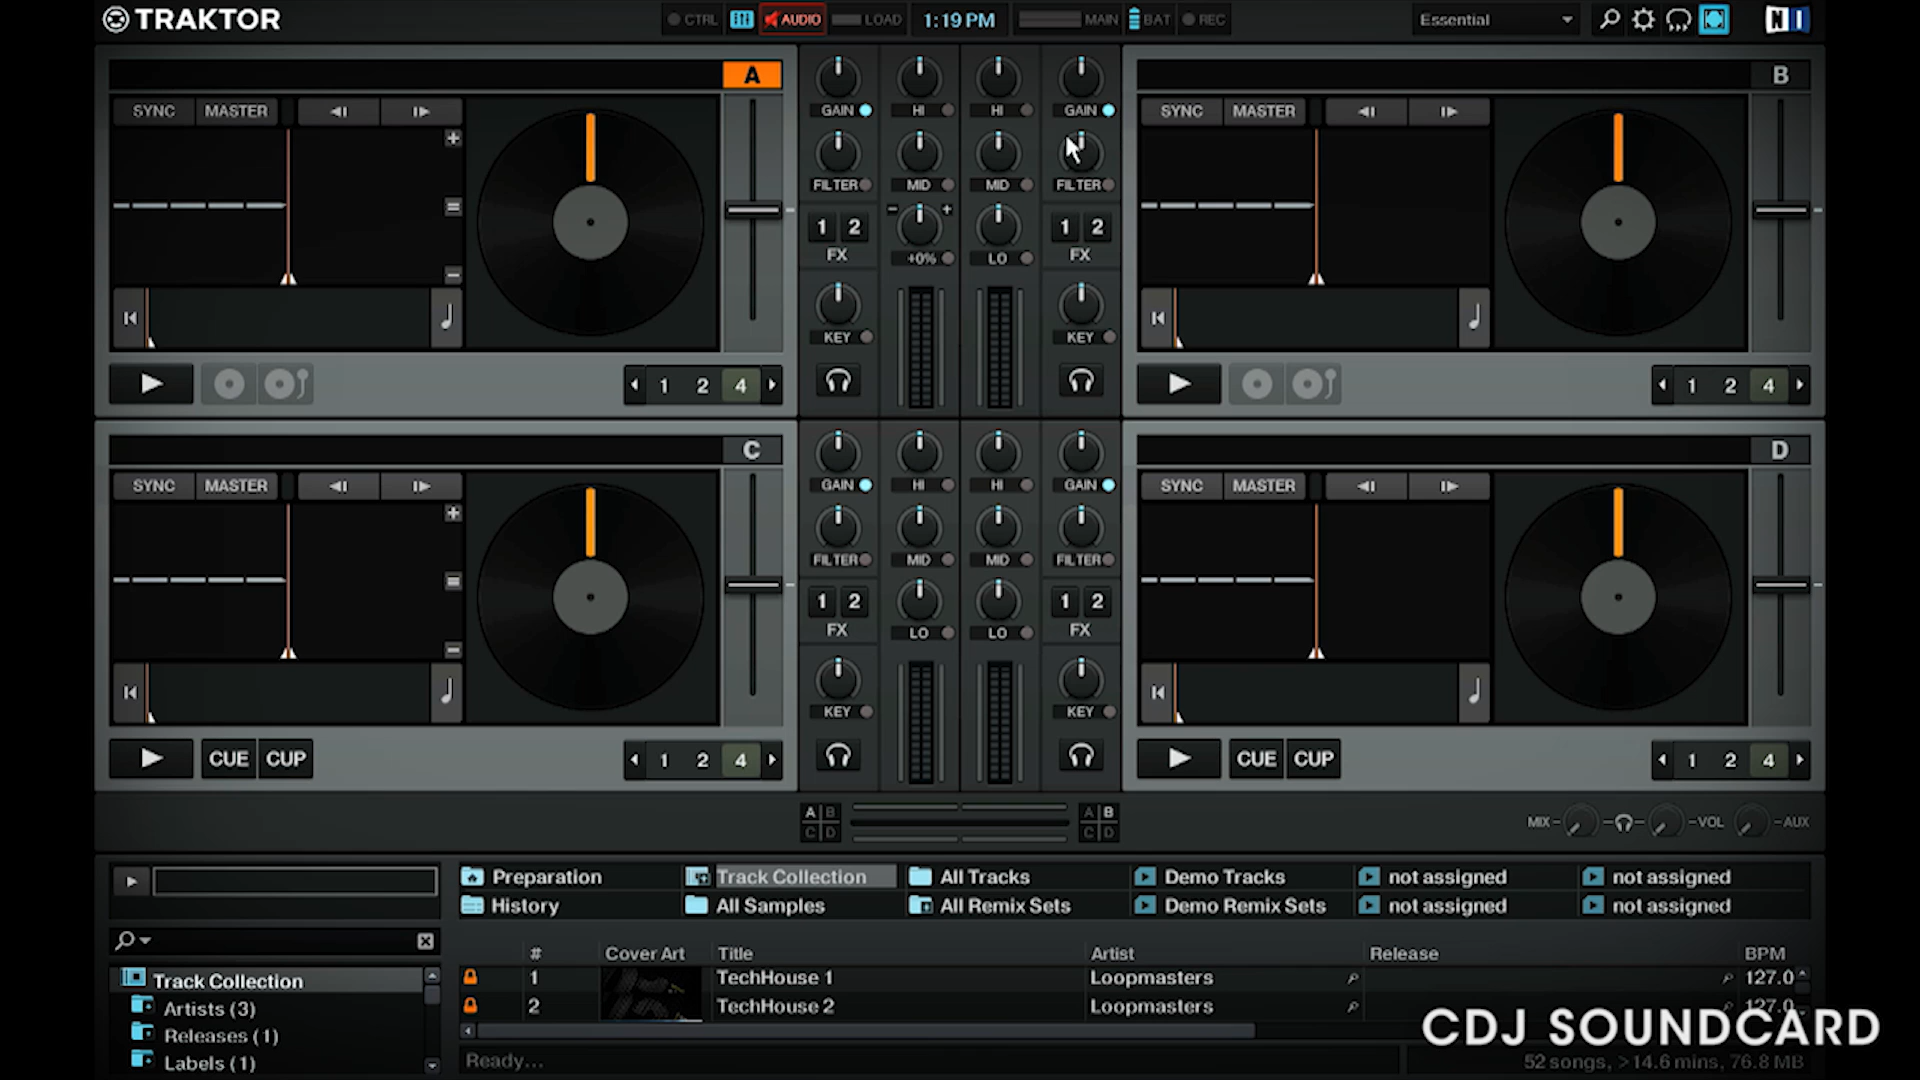 TRAKTOR
CTRL AUDIO LOAD 1:19 PM MAIN BAT REC Essential
A
SYNC MASTER
1 2 4
GAIN HI HI GAIN
FILTER MID MID FILTER
1 2 1 2
FX +0% LO FX
KEY KEY
B
SYNC MASTER
1 2 4
C
SYNC MASTER
CUE CUP
1 2 4
GAIN HI HI GAIN
FILTER MID MID FILTER
1 2 1 2
FX LO LO FX
KEY KEY
D
SYNC MASTER
CUE CUP
1 2 4
A B A B
C D C D
MIX VOL AUX
Preparation Track Collection All Tracks Demo Tracks not assigned not assigned
History All Samples All Remix Sets Demo Remix Sets not assigned not assigned
# Cover Art Title Artist Release BPM
1 TechHouse 1 Loopmasters 127.0
2 TechHouse 2 Loopmasters 127.0
Track Collection
Artists (3)
Releases (1)
Labels (1)
Ready...
CDJ SOUNDCARD
52 songs, >14.6 mins, 76.8 MB